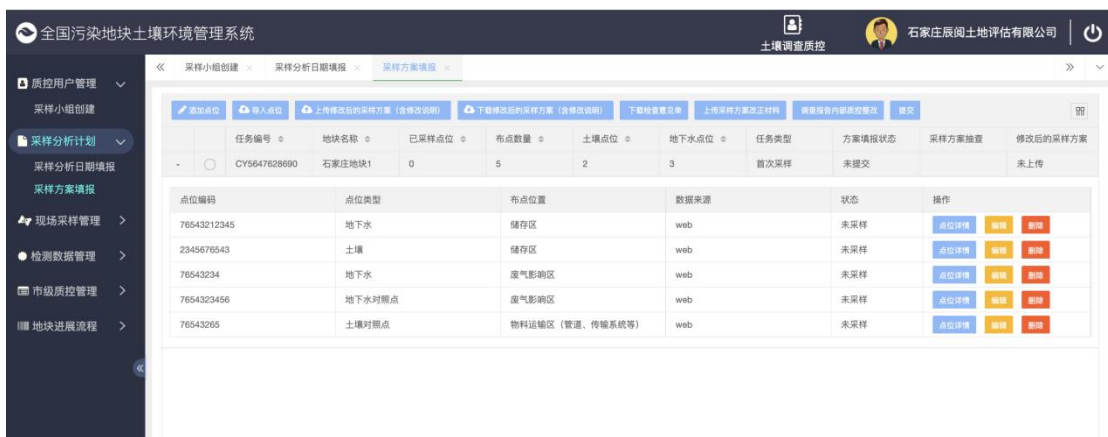 全国污染地块土壤环境管理系统
土壤调查质控
石家庄辰阅土地评估有限公司
质控用户管理
采样小组创建
采样分析计划
采样分析日期填报
采样方案填报
现场采样管理
检测数据管理
市级质控管理
地块进展流程
采样小组创建 采样分析日期填报 采样方案填报
添加点位 导入点位 上传修改后的采样方案（含修改说明） 下载修改后的采样方案（含修改说明） 下载检查意见单 上传采样方案改正材料 调查报告内部质控整改 提交
任务编号 地块名称 已采样点位 布点数量 土壤点位 地下水点位 任务类型 方案填报状态 采样方案抽查 修改后的采样方案
- CY5647628690 石家庄地块1 0 5 2 3 首次采样 未提交 未上传
点位编码 点位类型 布点位置 数据来源 状态 操作
76543212345 地下水 储存区 web 未采样 点位详情 编辑 删除
2345676543 土壤 储存区 web 未采样 点位详情 编辑 删除
76543234 地下水 废气影响区 web 未采样 点位详情 编辑 删除
7654323456 地下水对照点 废气影响区 web 未采样 点位详情 编辑 删除
76543265 土壤对照点 物料运输区（管道、传输系统等） web 未采样 点位详情 编辑 删除